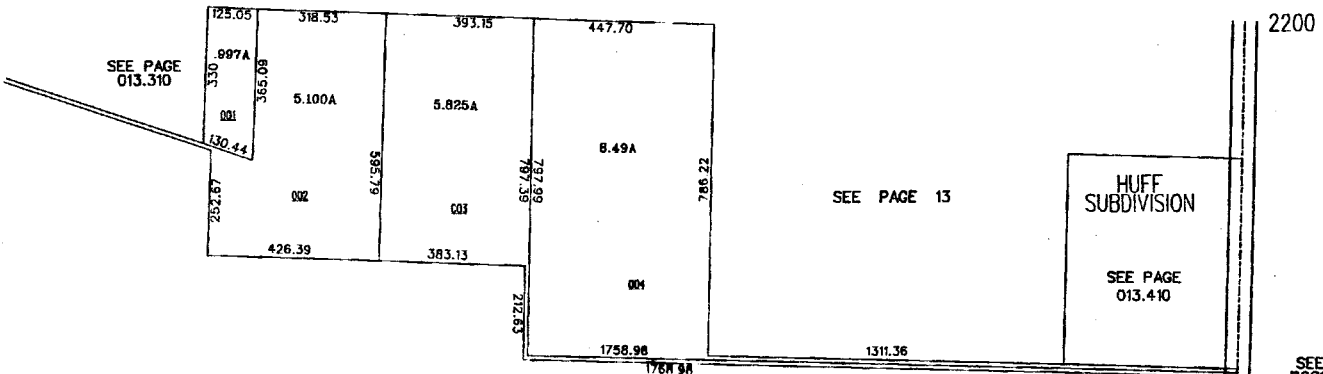 125.05
318.53
393.15
447.70
2200
.997A
SEE PAGE
013.310
330
365.09
5.100A
5.825A
8.49A
001
130.44
595.79
797.39
797.99
786.22
252.67
002
003
SEE PAGE 13
HUFF
SUBDIVISION
426.39
383.13
004
SEE PAGE
013.410
212.63
1758.98
1311.36
1768.98
SEE